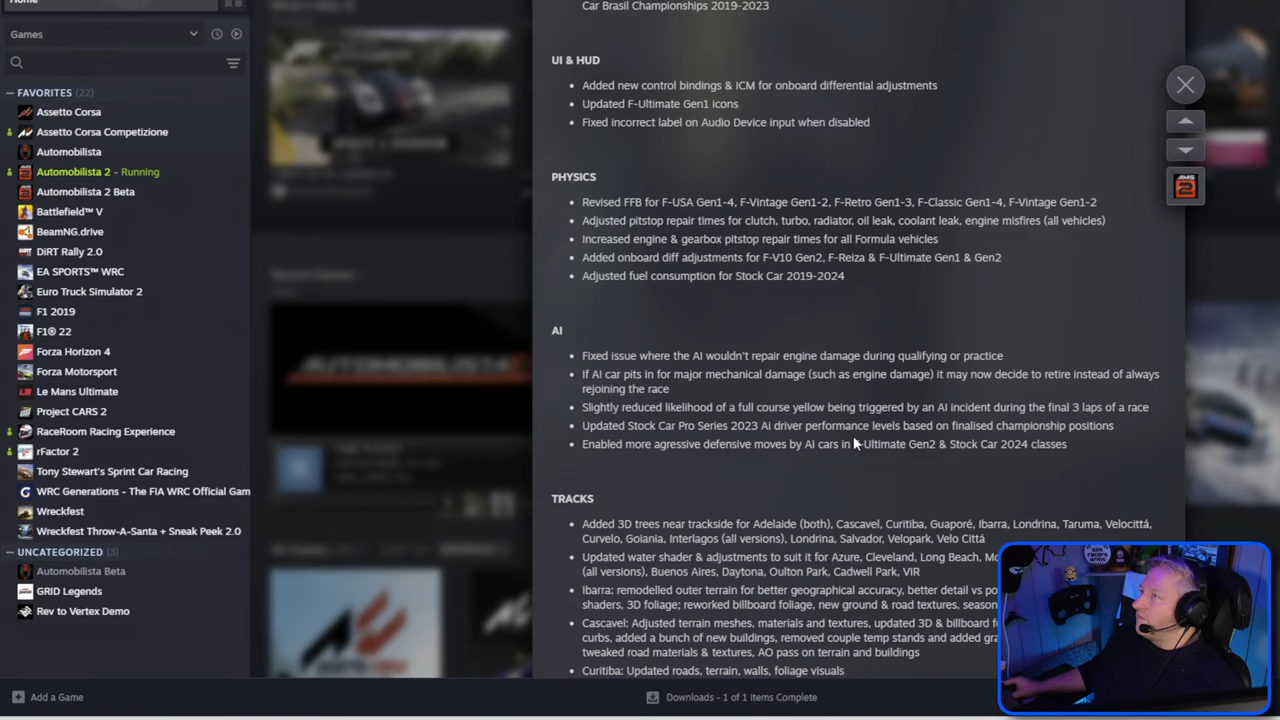 Home
Car Brasil Championships 2019-2023
Games
UI & HUD
Added new control bindings & ICM for onboard differential adjustments
Updated F-Ultimate Gen1 icons
Fixed incorrect label on Audio Device input when disabled
FAVORITES (22)
Assetto Corsa
Assetto Corsa Competizione
Automobilista
Automobilista 2 - Running
Automobilista 2 Beta
Battlefield™ V
BeamNG.drive
DiRT Rally 2.0
EA SPORTS™ WRC
Euro Truck Simulator 2
F1 2019
F1® 22
Forza Horizon 4
Forza Motorsport
Le Mans Ultimate
Project CARS 2
RaceRoom Racing Experience
rFactor 2
Tony Stewart's Sprint Car Racing
WRC Generations - The FIA WRC Official Gam
Wreckfest
Wreckfest Throw-A-Santa + Sneak Peek 2.0
UNCATEGORIZED (3)
Automobilista Beta
GRID Legends
Rev to Vertex Demo
PHYSICS
Revised FFB for F-USA Gen1-4, F-Vintage Gen1-2, F-Retro Gen1-3, F-Classic Gen1-4, F-Vintage Gen1-2
Adjusted pitstop repair times for clutch, turbo, radiator, oil leak, coolant leak, engine misfires (all vehicles)
Increased engine & gearbox pitstop repair times for all Formula vehicles
Added onboard diff adjustments for F-V10 Gen2, F-Reiza & F-Ultimate Gen1 & Gen2
Adjusted fuel consumption for Stock Car 2019-2024
AI
Fixed issue where the AI wouldn't repair engine damage during qualifying or practice
If AI car pits in for major mechanical damage (such as engine damage) it may now decide to retire instead of always
rejoining the race
Slightly reduced likelihood of a full course yellow being triggered by an AI incident during the final 3 laps of a race
Updated Stock Car Pro Series 2023 AI driver performance levels based on finalised championship positions
Enabled more agressive defensive moves by AI cars in -Ultimate Gen2 & Stock Car 2024 classes
TRACKS
Added 3D trees near trackside for Adelaide (both), Cascavel, Curitiba, Guaporé, Ibarra, Londrina, Taruma, Velocittá,
Curvelo, Goiania, Interlagos (all versions), Londrina, Salvador, Velopark, Velo Città
Updated water shader & adjustments to suit it for Azure, Cleveland, Long Beach,
(all versions), Buenos Aires, Daytona, Oulton Park, Cadwell Park, VIR
Ibarra: remodelled outer terrain for better geographical accuracy, better detail vs
shaders, 3D foliage; reworked billboard foliage, new ground & road textures,
Cascavel: Adjusted terrain meshes, materials and textures, updated 3D & billboard
curbs, added a bunch of new buildings, removed couple temp stands and added
tweaked road materials & textures, AO pass on terrain and buildings
Curitiba: Updated roads, terrain, walls, foliage visuals
AMS
2
Add a Game
Downloads - 1 of 1 Items Complete